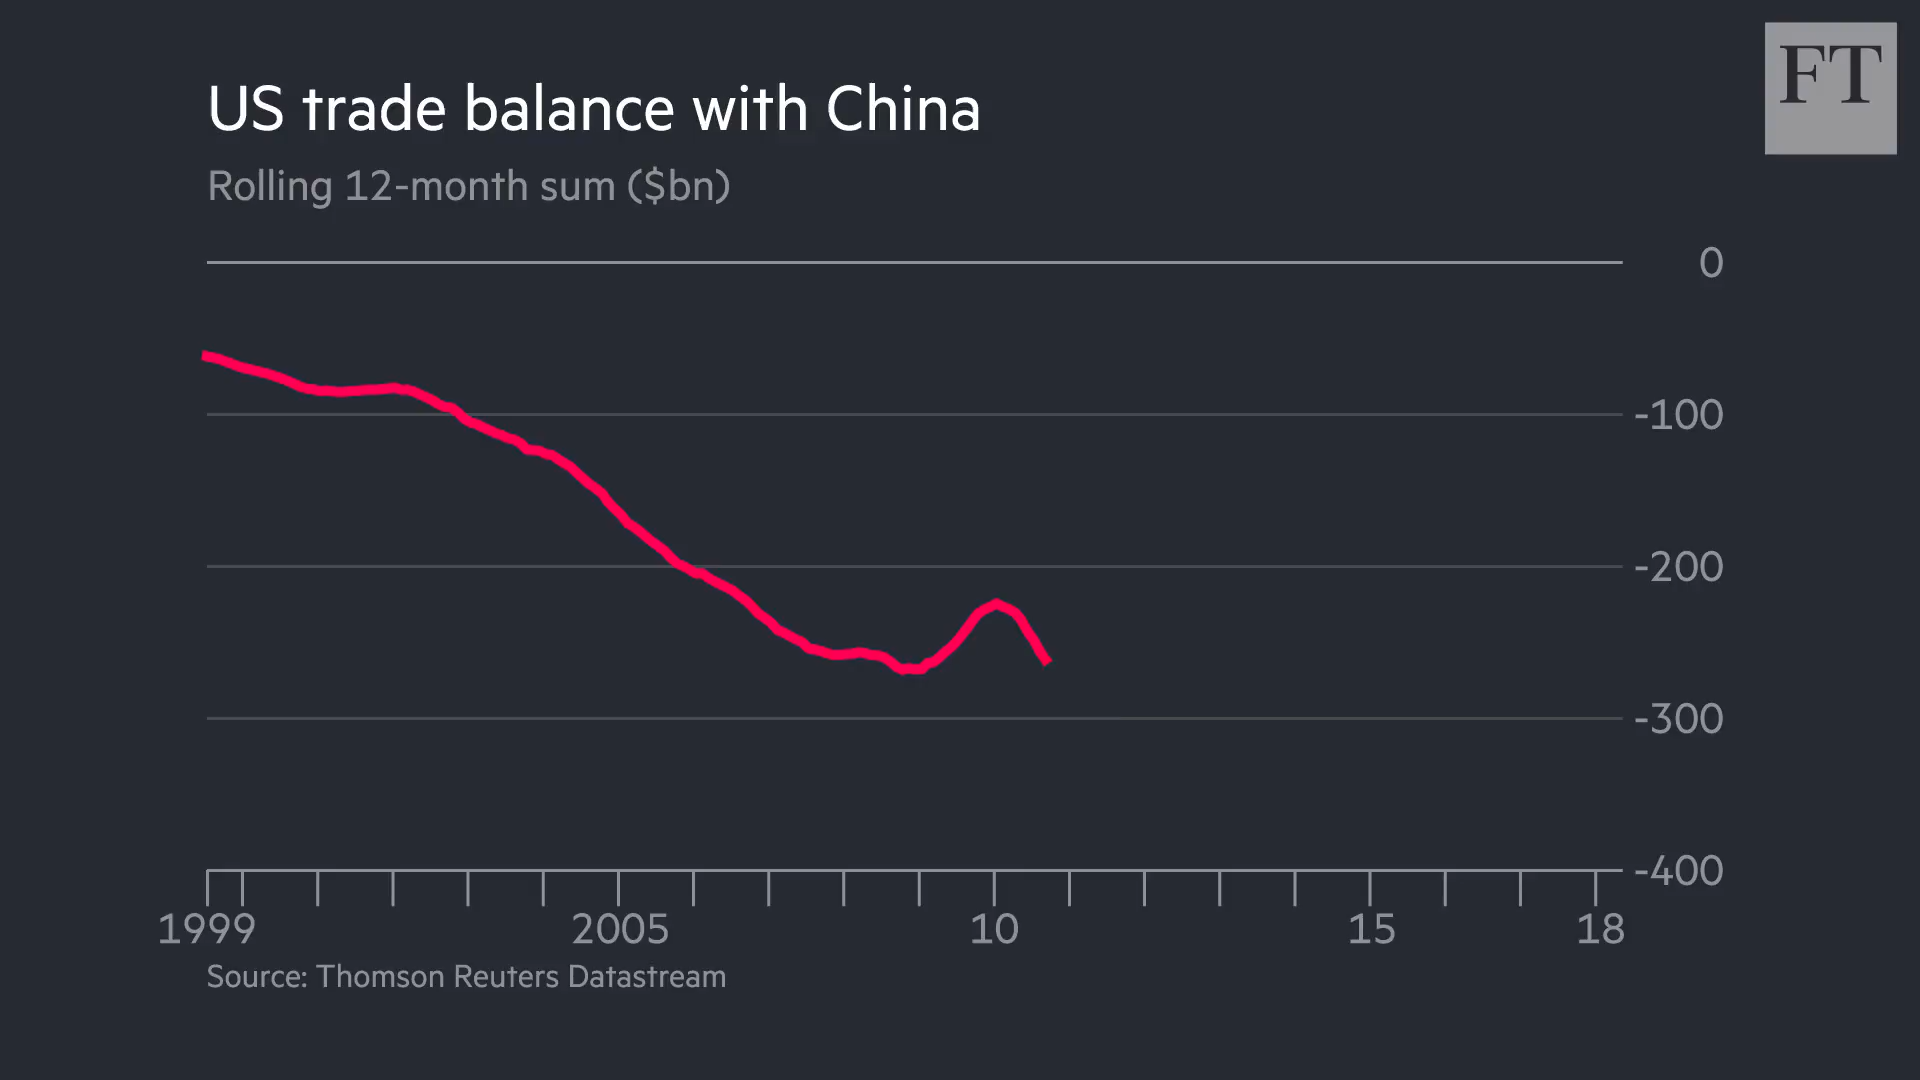 FT
US trade balance with China
Rolling 12-month sum ($bn)
0
-100
-200
-300
-400
1999 2005 10 15 18
Source: Thomson Reuters Datastream